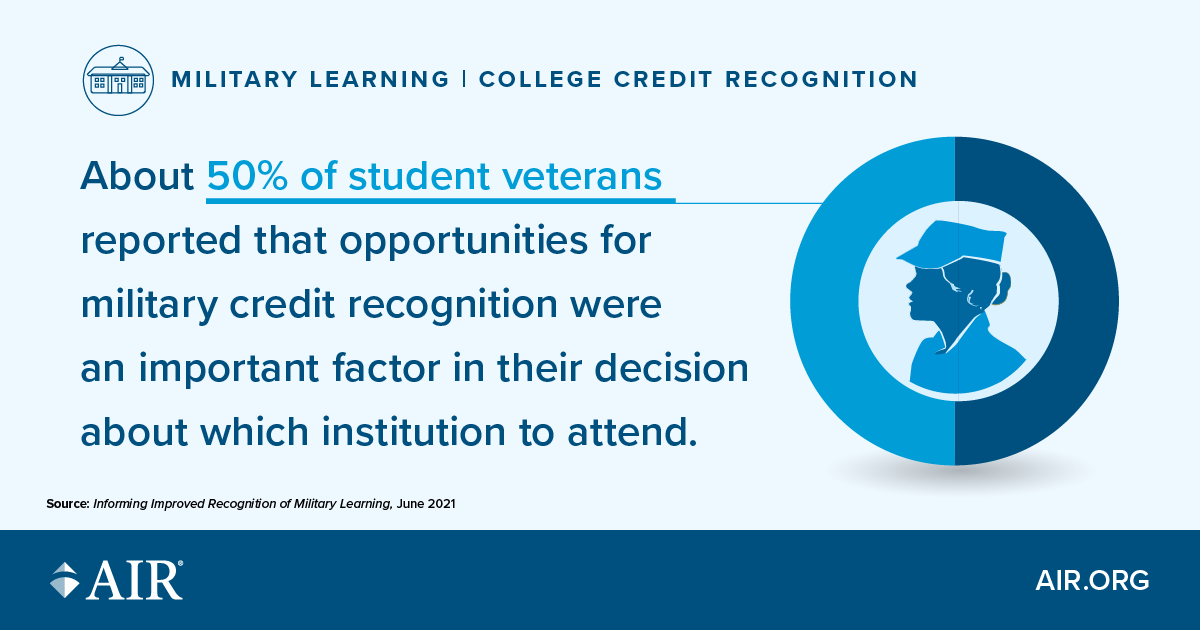 MILITARY LEARNING | COLLEGE CREDIT RECOGNITION
About 50% of student veterans
reported that opportunities for
military credit recognition were
an important factor in their decision
about which institution to attend.
Source: Informing Improved Recognition of Military Learning, June 2021
AIR®
AIR.ORG